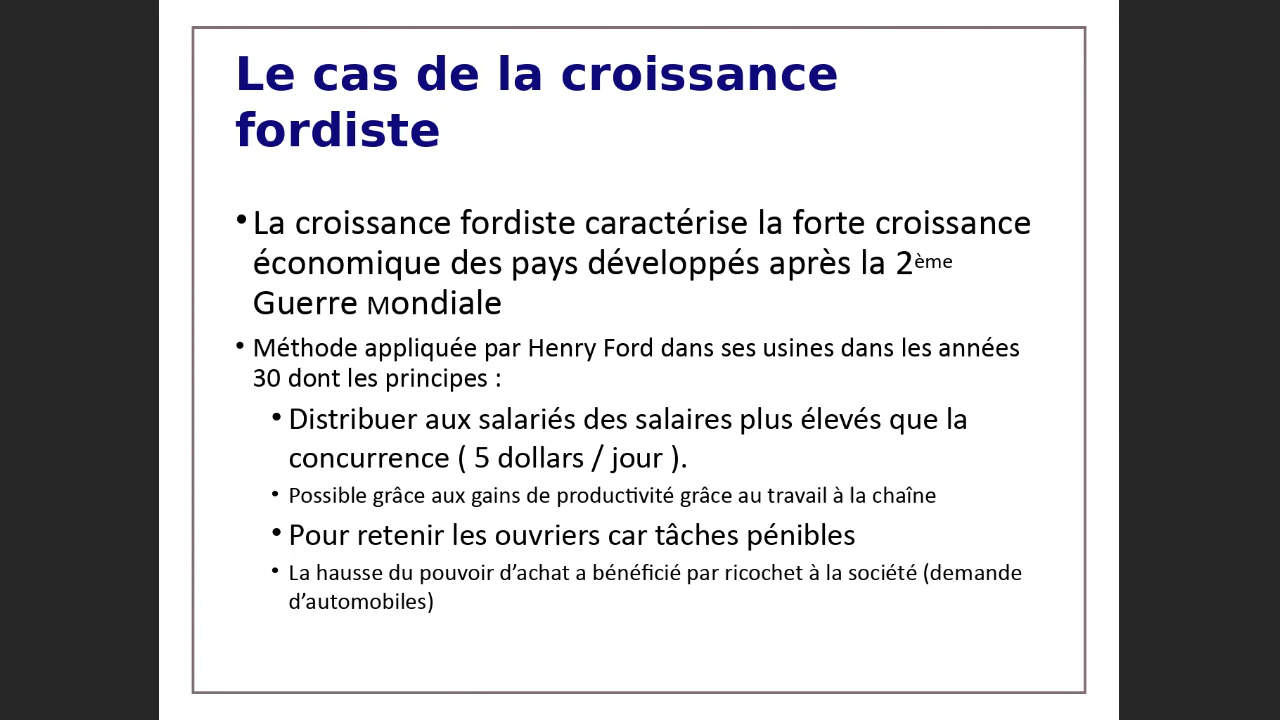 Le cas de la croissance
fordiste
• La croissance fordiste caractérise la forte croissance
économique des pays développés après la 2ème
Guerre Mondiale
• Méthode appliquée par Henry Ford dans ses usines dans les années
30 dont les principes :
• Distribuer aux salariés des salaires plus élevés que la
concurrence ( 5 dollars / jour ).
• Possible grâce aux gains de productivité grâce au travail à la chaîne
• Pour retenir les ouvriers car tâches pénibles
• La hausse du pouvoir d’achat a bénéficié par ricochet à la société (demande
d’automobiles)